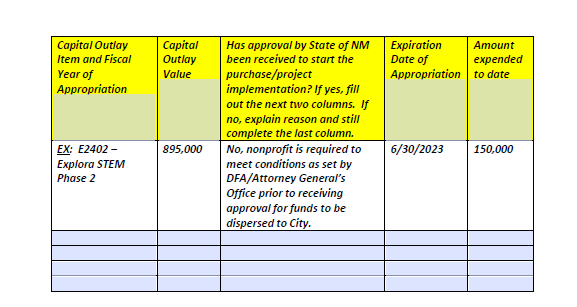 Capital Outlay
Item and Fiscal
Year of
Appropriation
Capital
Outlay
Value
Has approval by State of NM
been received to start the
purchase/project
implementation? If yes, fill
out the next two columns. If
no, explain reason and still
complete the last column.
Expiration
Date of
Appropriation
Amount
expended
to date
EX: E2402 –
Explora STEM
Phase 2
895,000
No, nonprofit is required to
meet conditions as set by
DFA/Attorney General's
Office prior to receiving
approval for funds to be
dispersed to City.
6/30/2023
150,000